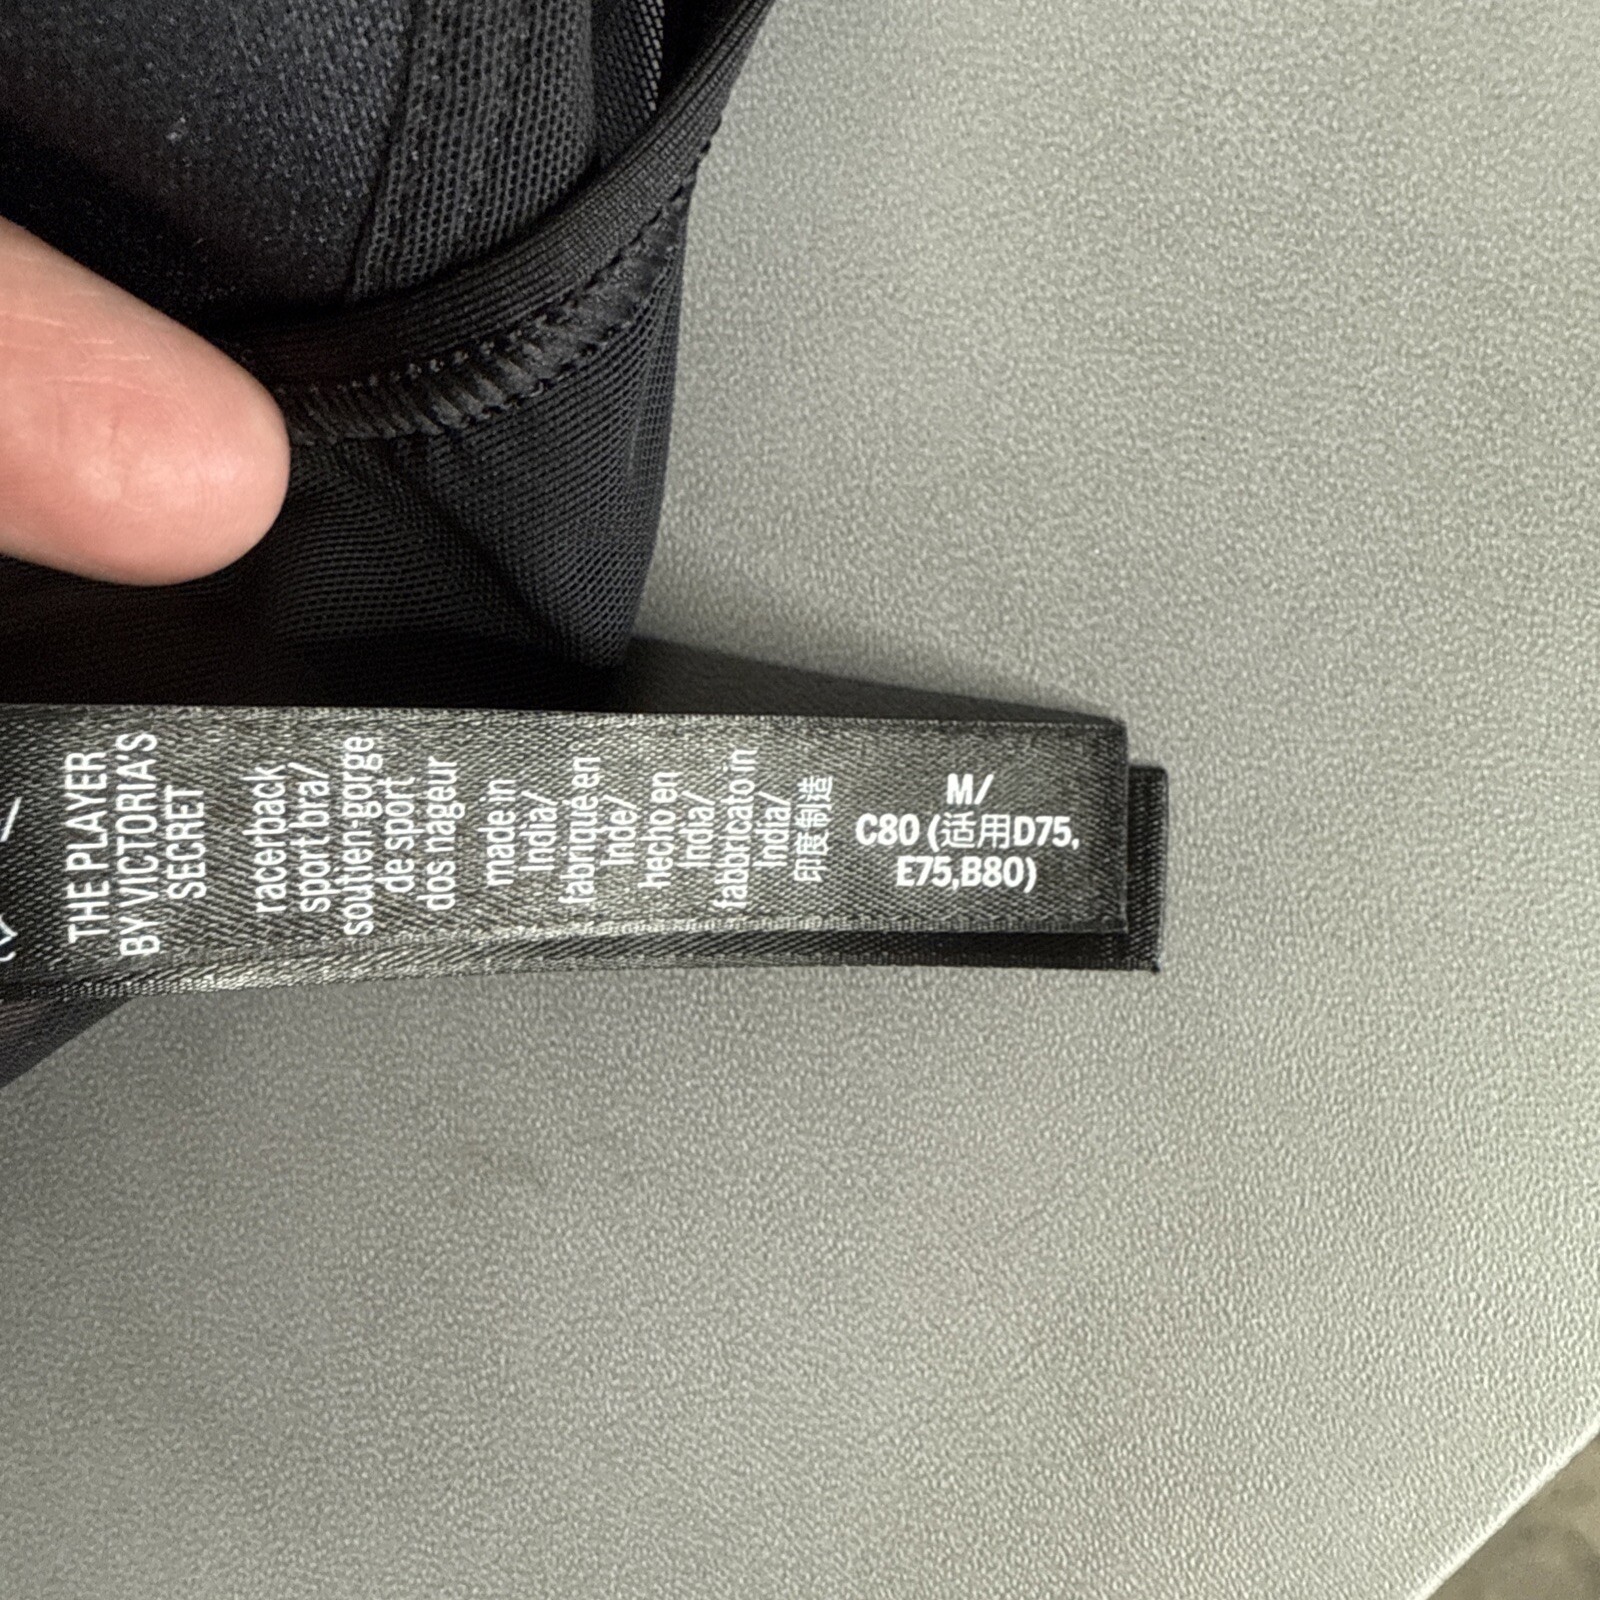 THE PLAYER
BY VICTORIA'S
SECRET
racerback
sport bra/
soutien-gorge
de sport
dos nageur
made in
India/
fabriqué en
Inde/
hecho en
India/
fabbricato in
India/
印度制造
M/
C80 (适用D75,
E75,B80)